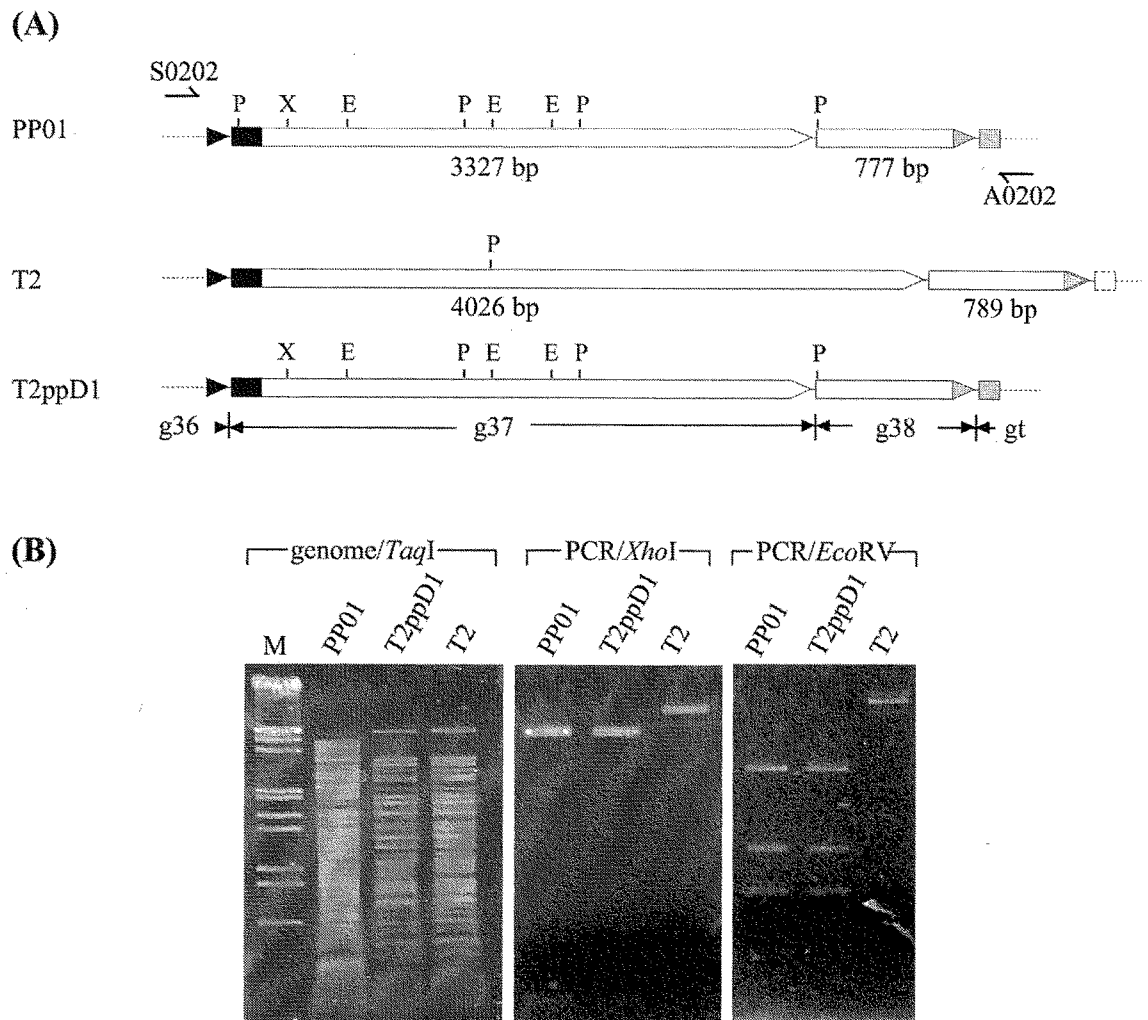 (A)
S0202
P X E P E E P P
PP01
3327 bp 777 bp
A0202
P
T2
4026 bp 789 bp
X E P E E P P
T2ppD1
g36 g37 g38 gt
(B)
genome/TaqI PCR/XhoI PCR/EcoRV
M PP01 T2ppD1 T2 PP01 T2ppD1 T2 PP01 T2ppD1 T2